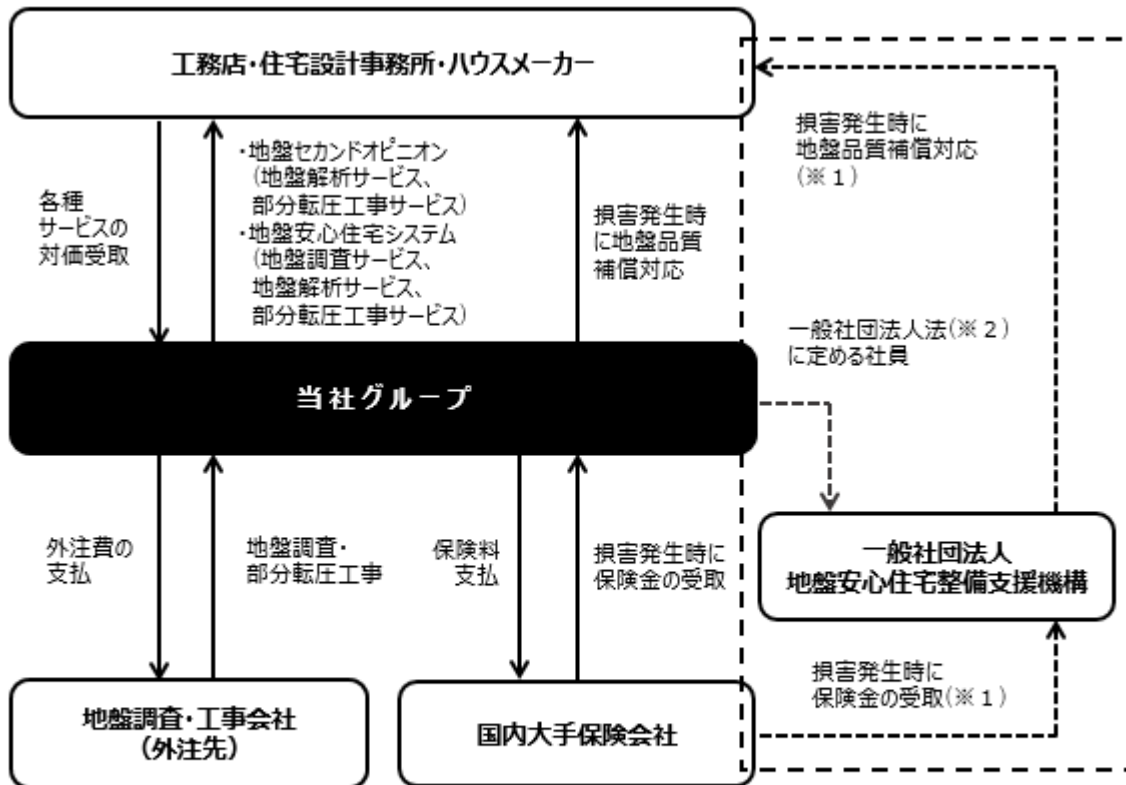 工務店・住宅設計事務所・ハウスメーカー
各種
サービスの
対価受取
・地盤セカンドオピニオン
(地盤解析サービス、
部分転圧工事サービス)
・地盤安心住宅システム
(地盤調査サービス、
地盤解析サービス、
部分転圧工事サービス)
損害発生時
に地盤品質
補償対応
損害発生時に
地盤品質補償対応
(※1)
一般社団法人法(※2)
に定める社員
当社グループ
外注費の
支払
地盤調査・
部分転圧工事
保険料
支払
損害発生時に
保険金の受取
一般社団法人
地盤安心住宅整備支援機構
損害発生時に
保険金の受取(※1)
地盤調査・工事会社
(外注先)
国内大手保険会社